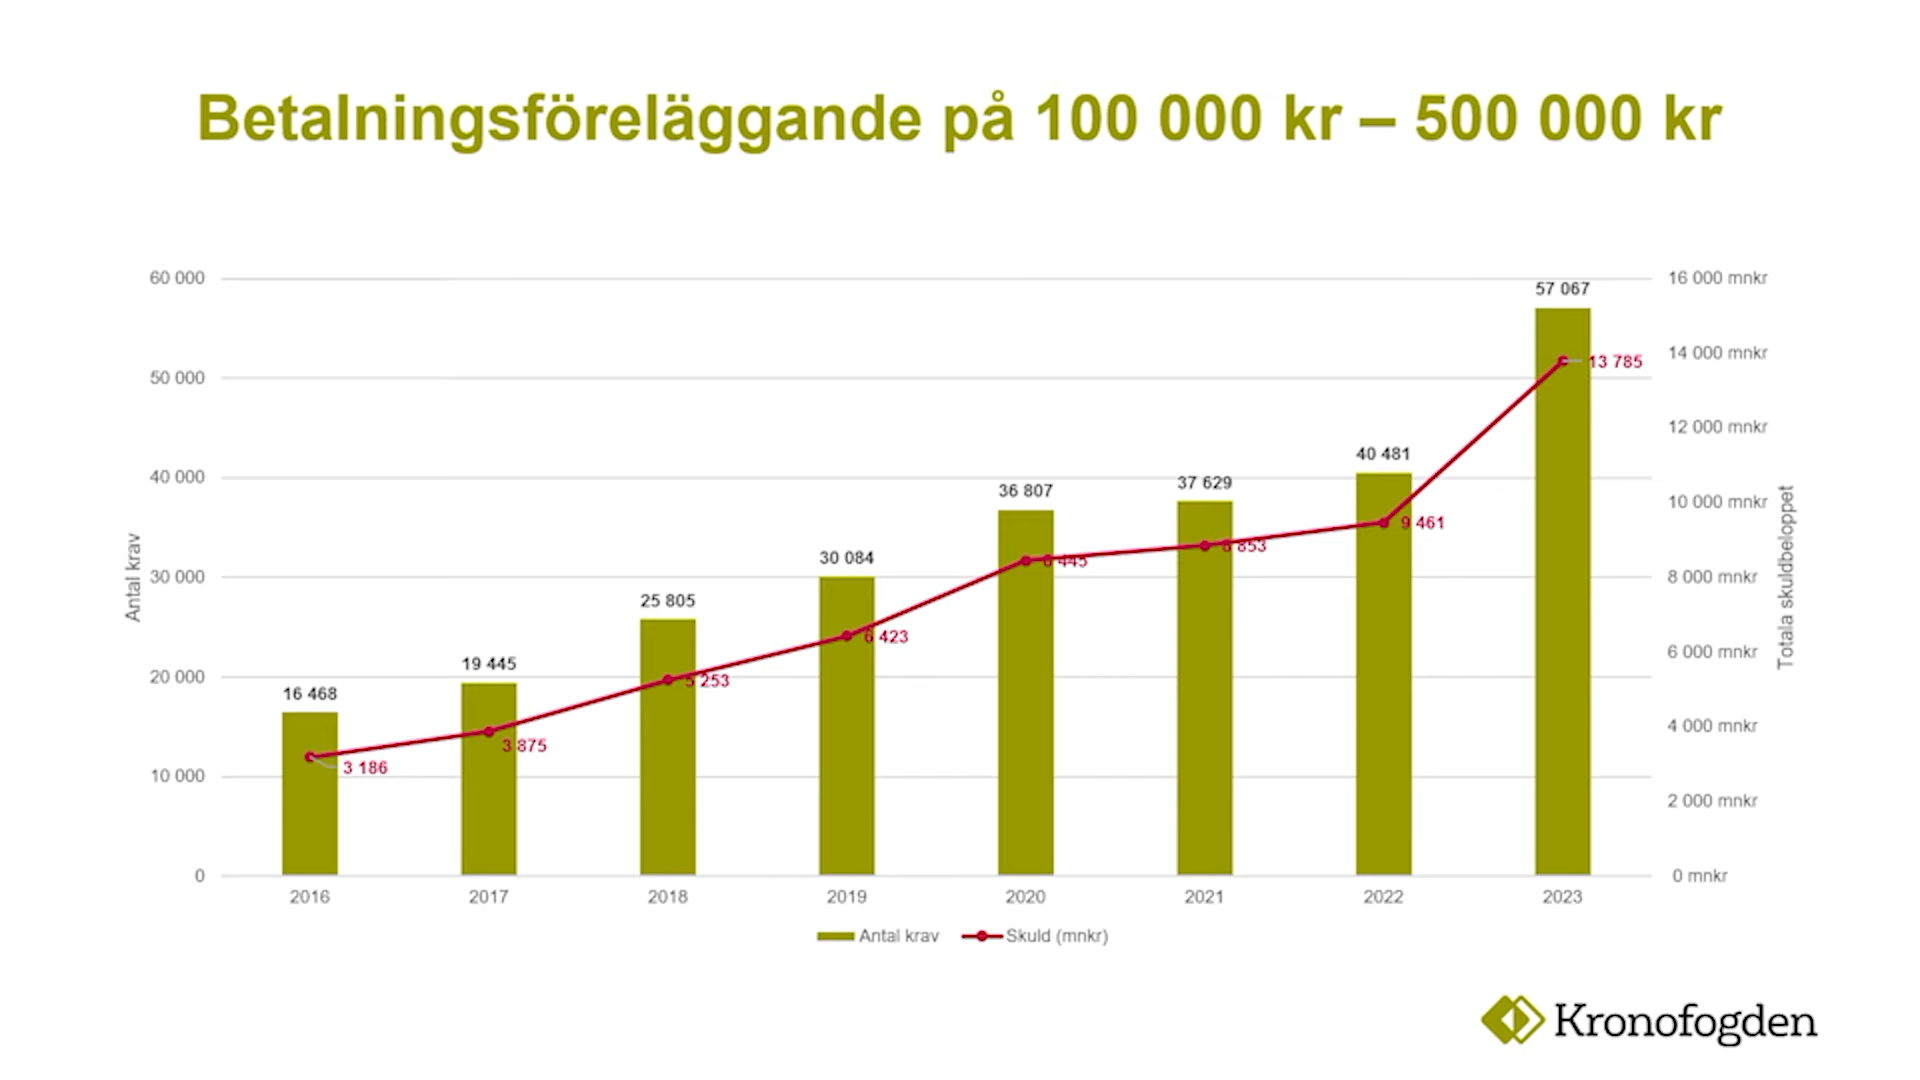 Betalningsföreläggande på 100 000 kr – 500 000 kr
60 000
50 000
40 000
30 000
20 000
10 000
0
Antal krav
16 000 mnkr
14 000 mnkr
12 000 mnkr
10 000 mnkr
8 000 mnkr
6 000 mnkr
4 000 mnkr
2 000 mnkr
0 mnkr
Totala skuldbeloppet
16 468
19 445
25 805
30 084
36 807
37 629
40 481
57 067
3 186
3 875
5 253
6 423
8 445
8 853
9 461
13 785
2016 2017 2018 2019 2020 2021 2022 2023
Antal krav Skuld (mnkr)
Kronofogden